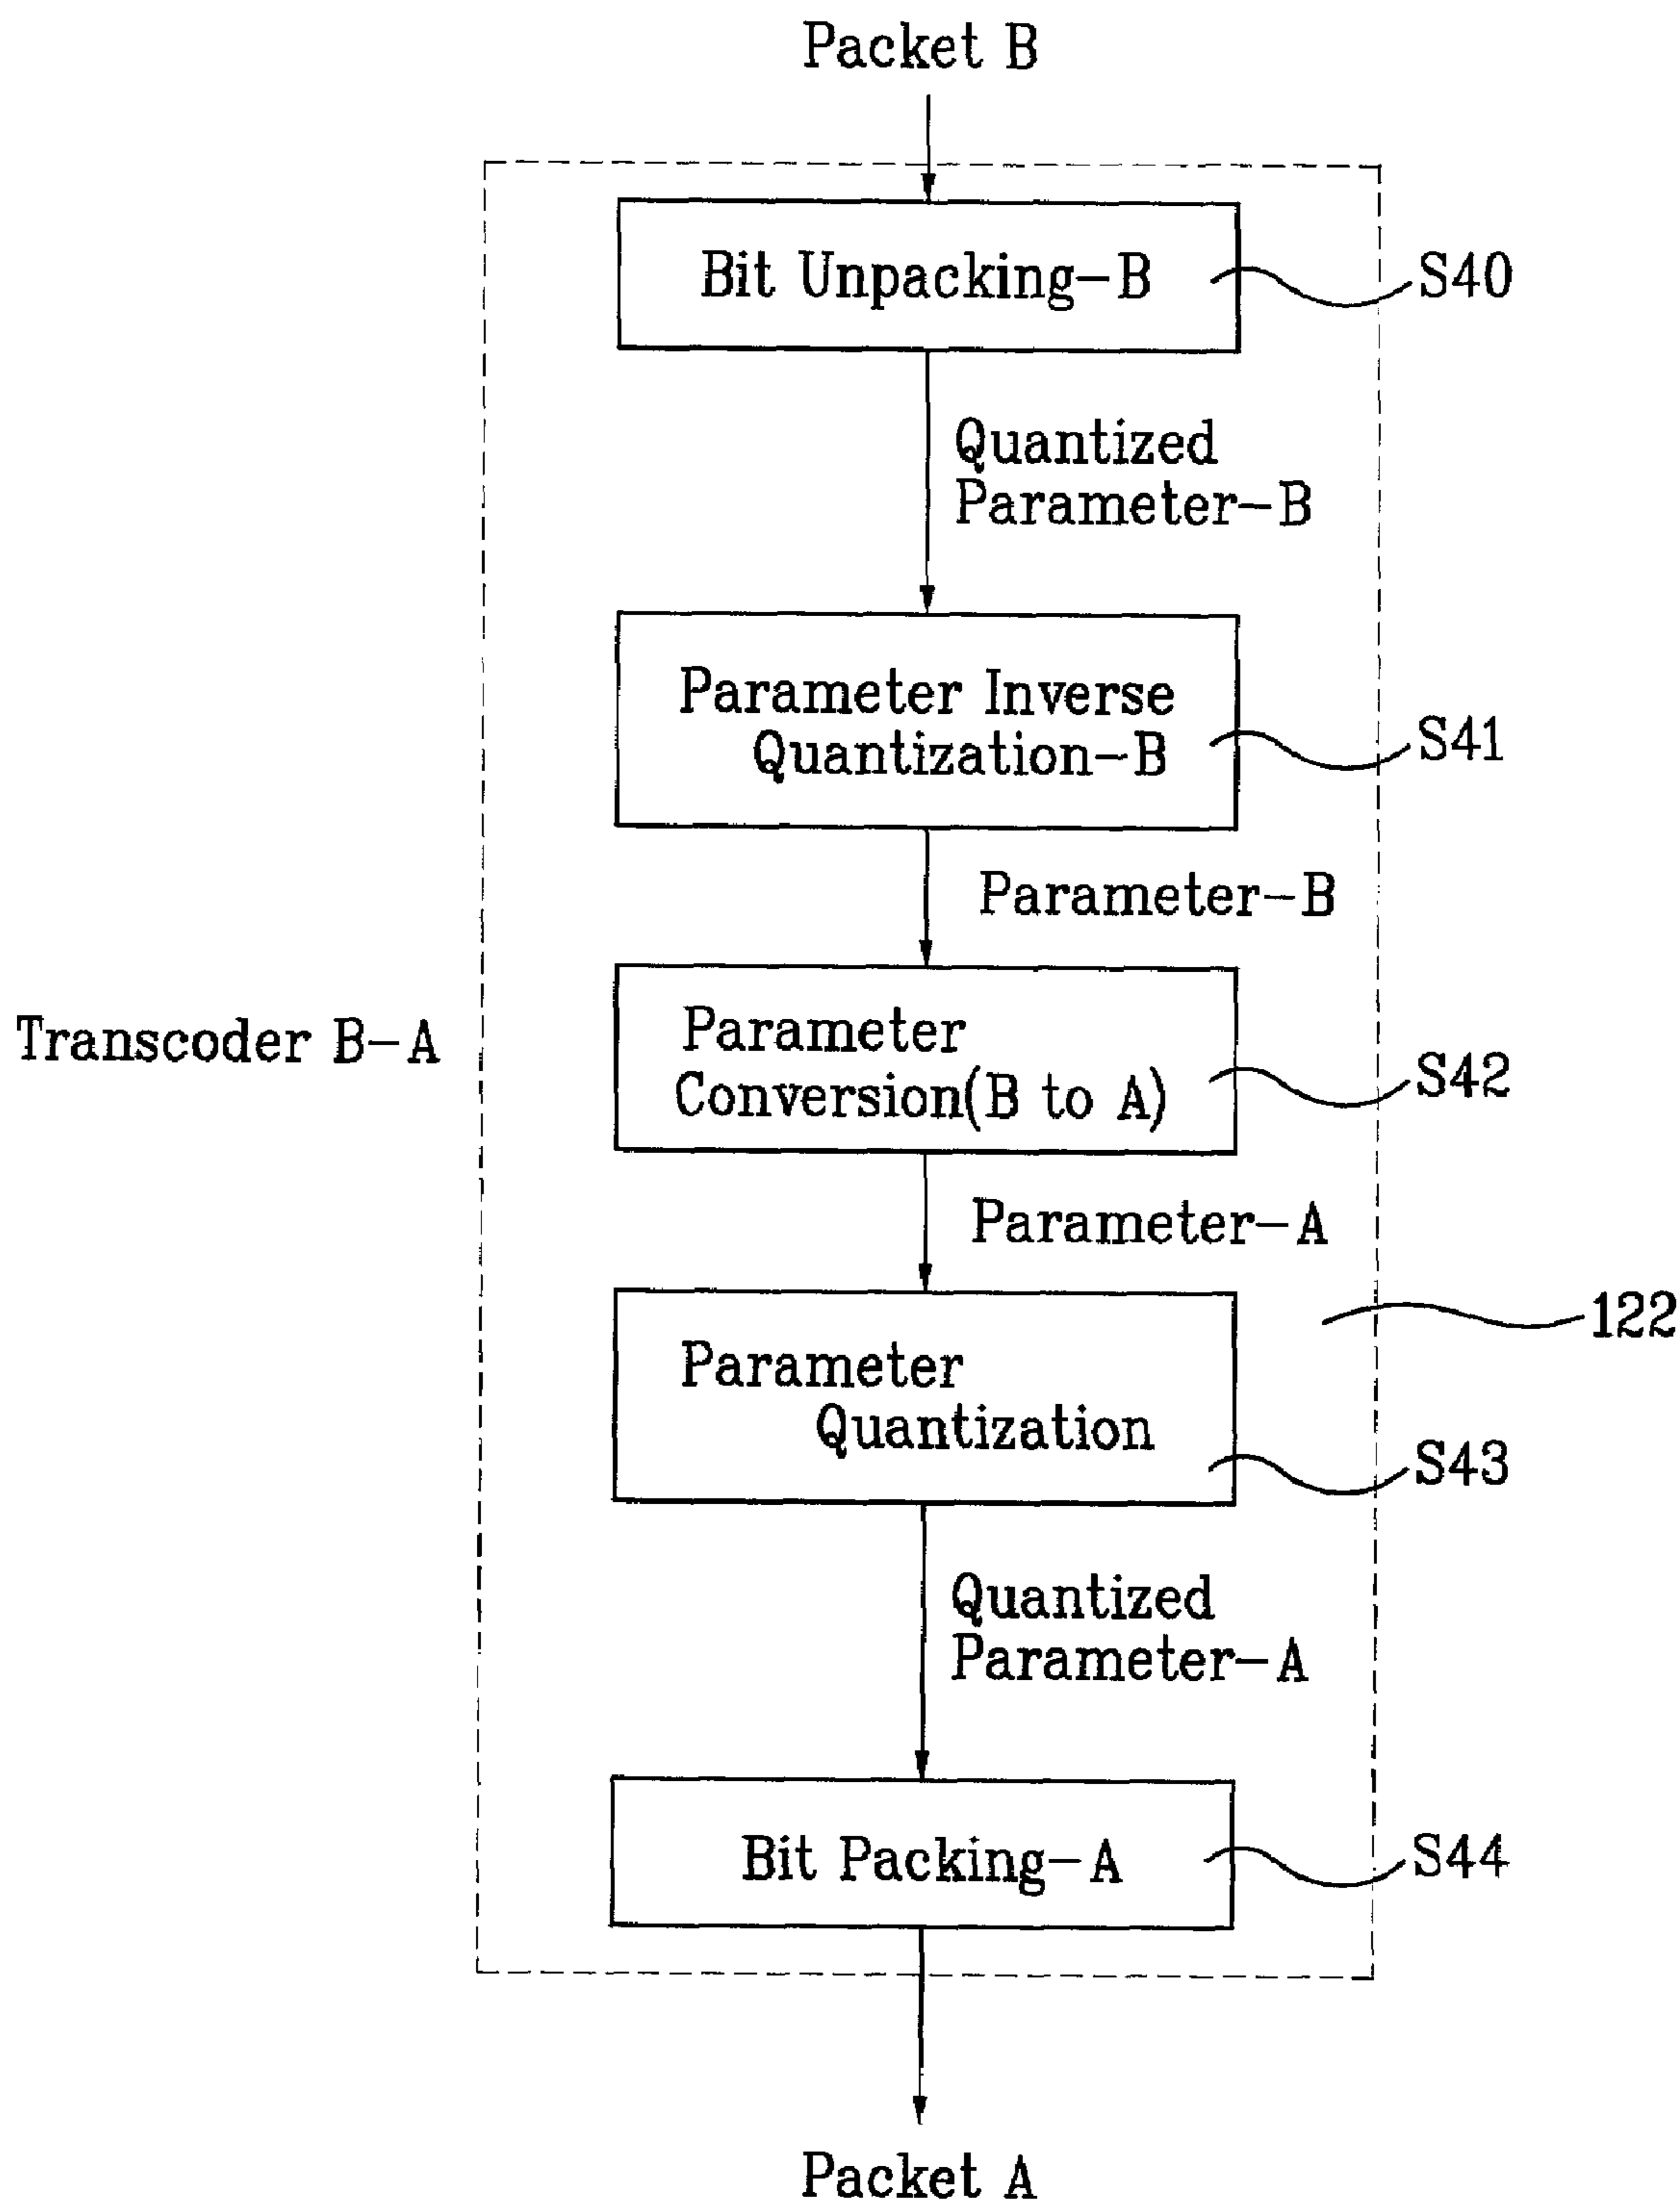 Packet B
Bit Unpacking-B
S40
Quantized
Parameter-B
Parameter Inverse
Quantization-B
S41
Parameter-B
Transcoder B-A
Parameter
Conversion(B to A)
S42
Parameter-A
122
Parameter
Quantization
S43
Quantized
Parameter-A
Bit Packing-A
S44
Packet A